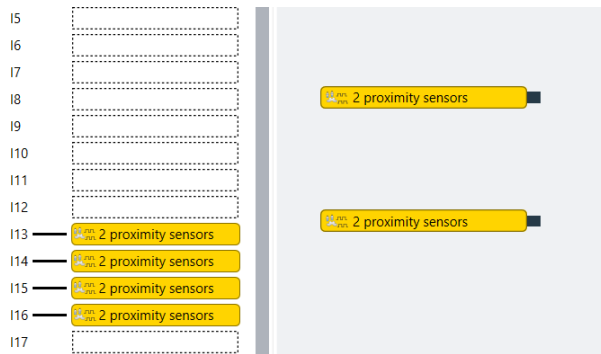 I5
I6
I7
I8
2 proximity sensors
I9
I10
I11
I12
2 proximity sensors
I13 2 proximity sensors
I14 2 proximity sensors
I15 2 proximity sensors
I16 2 proximity sensors
I17